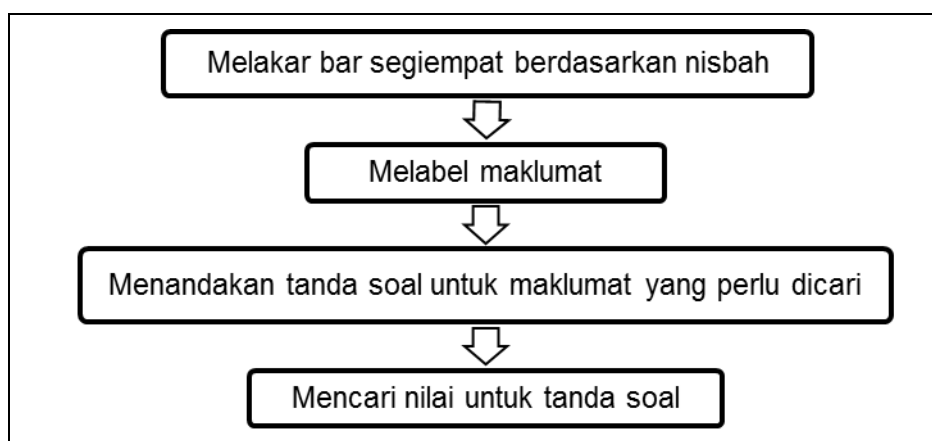 Melakar bar segiempat berdasarkan nisbah
Melabel maklumat
Menandakan tanda soal untuk maklumat yang perlu dicari
Mencari nilai untuk tanda soal